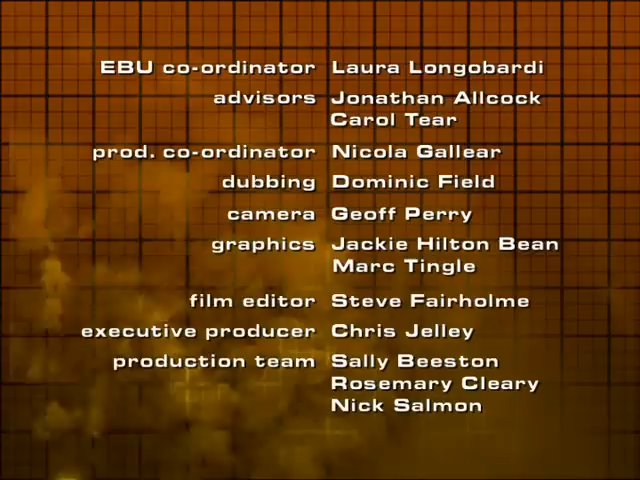 EBU co-ordinator Laura Longobardi
advisors Jonathan Allcock
Carol Tear
prod. co-ordinator Nicola Gallear
dubbing Dominic Field
camera Geoff Perry
graphics Jackie Hilton Bean
Marc Tingle
film editor Steve Fairholme
executive producer Chris Jelley
production team Sally Beeston
Rosemary Cleary
Nick Salmon